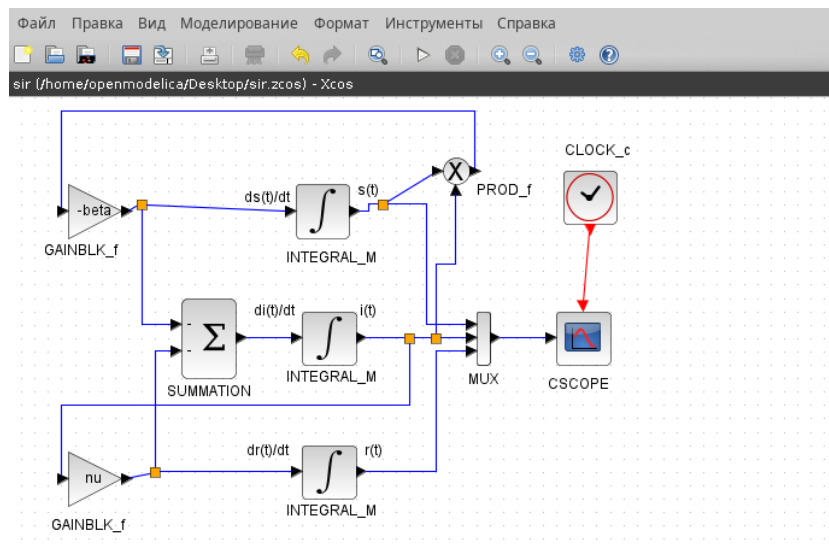 Файл Правка Вид Моделирование Формат Инструменты Справка
sir (/home/openmodelica/Desktop/sir.zcos) - Xcos
CLOCK_c
X
PROD_f
ds(t)/dt
s(t)
-beta
GAINBLK_f
∫
INTEGRAL_M
di(t)/dt
i(t)
-
-
Σ
SUMMATION
∫
INTEGRAL_M
MUX
CSCOPE
dr(t)/dt
r(t)
nu
GAINBLK_f
∫
INTEGRAL_M